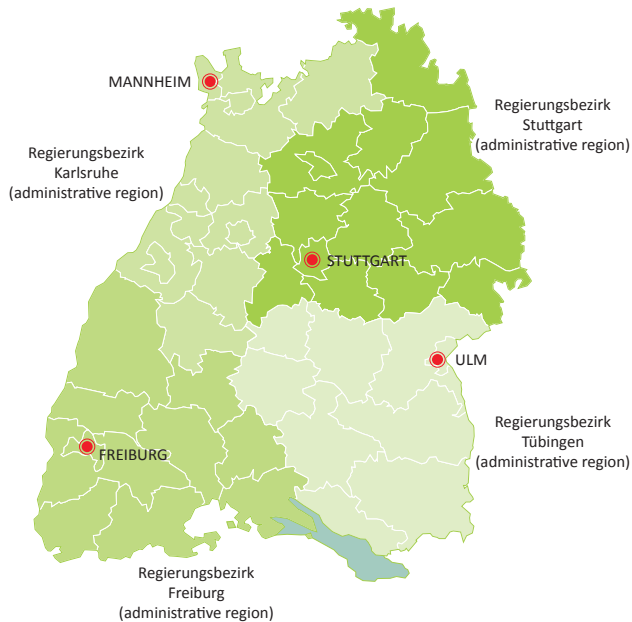 MANNHEIM
Regierungsbezirk
Stuttgart
(administrative region)
Regierungsbezirk
Karlsruhe
(administrative region)
STUTTGART
ULM
Regierungsbezirk
Tübingen
(administrative region)
FREIBURG
Regierungsbezirk
Freiburg
(administrative region)